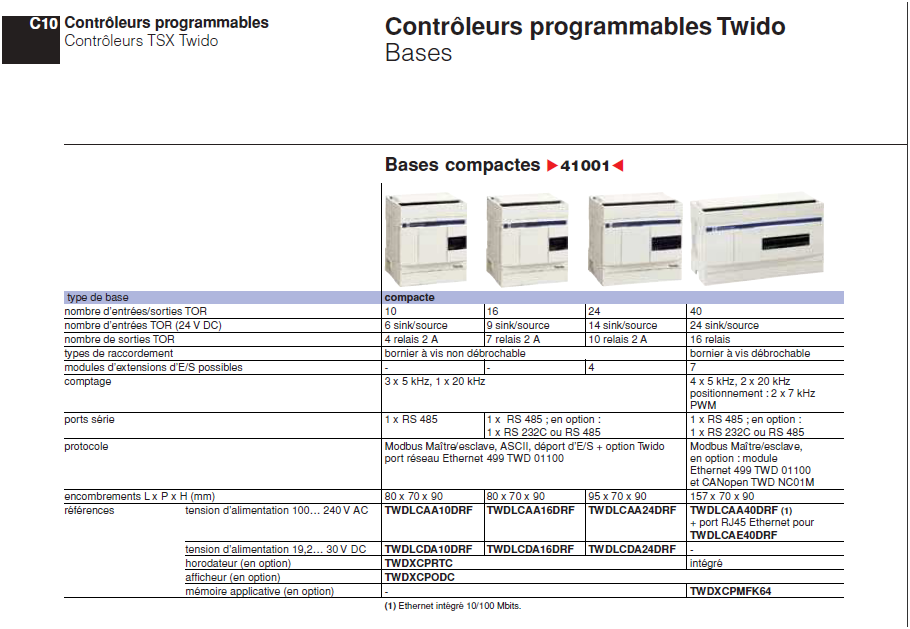 C10 Contrôleurs programmables
Contrôleurs TSX Twido
Contrôleurs programmables Twido
Bases
Bases compactes ▶41001◀
type de base compacte
nombre d'entrées/sorties TOR 10 16 24 40
nombre d'entrées TOR (24 V DC) 6 sink/source 9 sink/source 14 sink/source 24 sink/source
nombre de sorties TOR 4 relais 2 A 7 relais 2 A 10 relais 2 A 16 relais
types de raccordement bornier à vis non débrochable bornier à vis débrochable
modules d'extensions d'E/S possibles - - 4 7
comptage 3 x 5 kHz, 1 x 20 kHz 4 x 5 kHz, 2 x 20 kHz
positionnement : 2 x 7 kHz
PWM
ports série 1 x RS 485 1 x RS 485 ; en option : 1 x RS 485 ; en option :
1 x RS 232C ou RS 485 1 x RS 232C ou RS 485
protocole Modbus Maître/esclave, ASCII, déport d'E/S + option Twido Modbus Maître/esclave,
port réseau Ethernet 499 TWD 01100 en option : module
Ethernet 499 TWD 01100
et CANopen TWD NC01M
encombrements L x P x H (mm) 80 x 70 x 90 80 x 70 x 90 95 x 70 x 90 157 x 70 x 90
références tension d'alimentation 100... 240 V AC TWDLCAA10DRF TWDLCAA16DRF TWDLCAA24DRF TWDLCAA40DRF (1)
+ port RJ45 Ethernet pour
TWDLCAE40DRF
tension d'alimentation 19,2... 30 V DC TWDLCDA10DRF TWDLCDA16DRF TWDLCDA24DRF -
horodateur (en option) TWDXCPRTC intégré
afficheur (en option) TWDXCPODC
mémoire applicative (en option) - TWDXCPMFK64
(1) Ethernet intégré 10/100 Mbits.